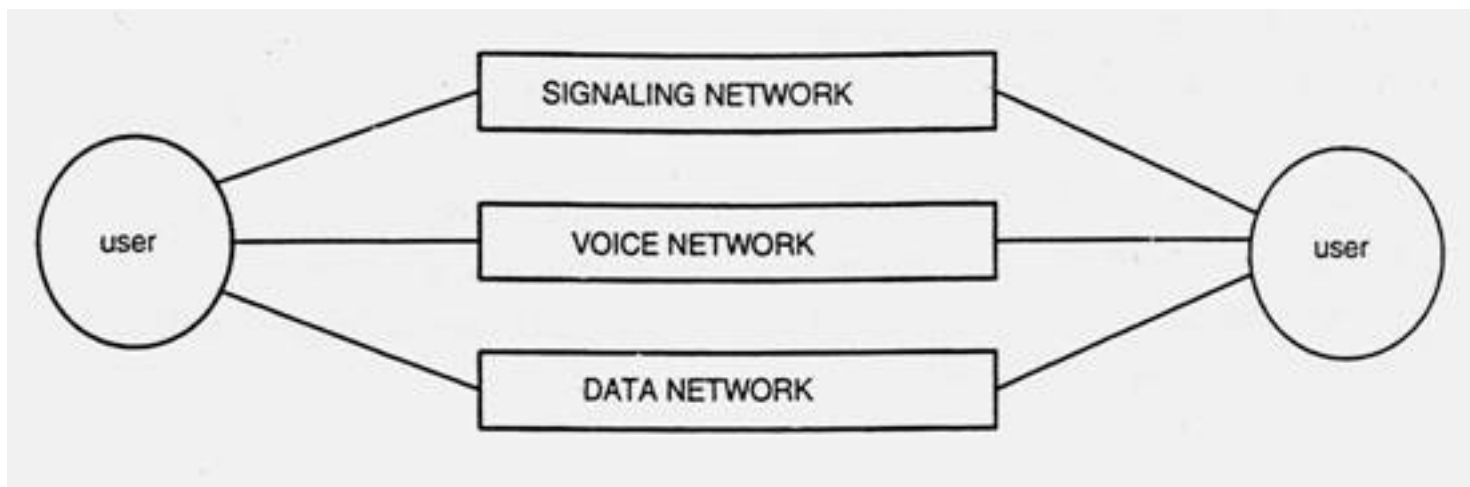 SIGNALING NETWORK
user
VOICE NETWORK
user
DATA NETWORK